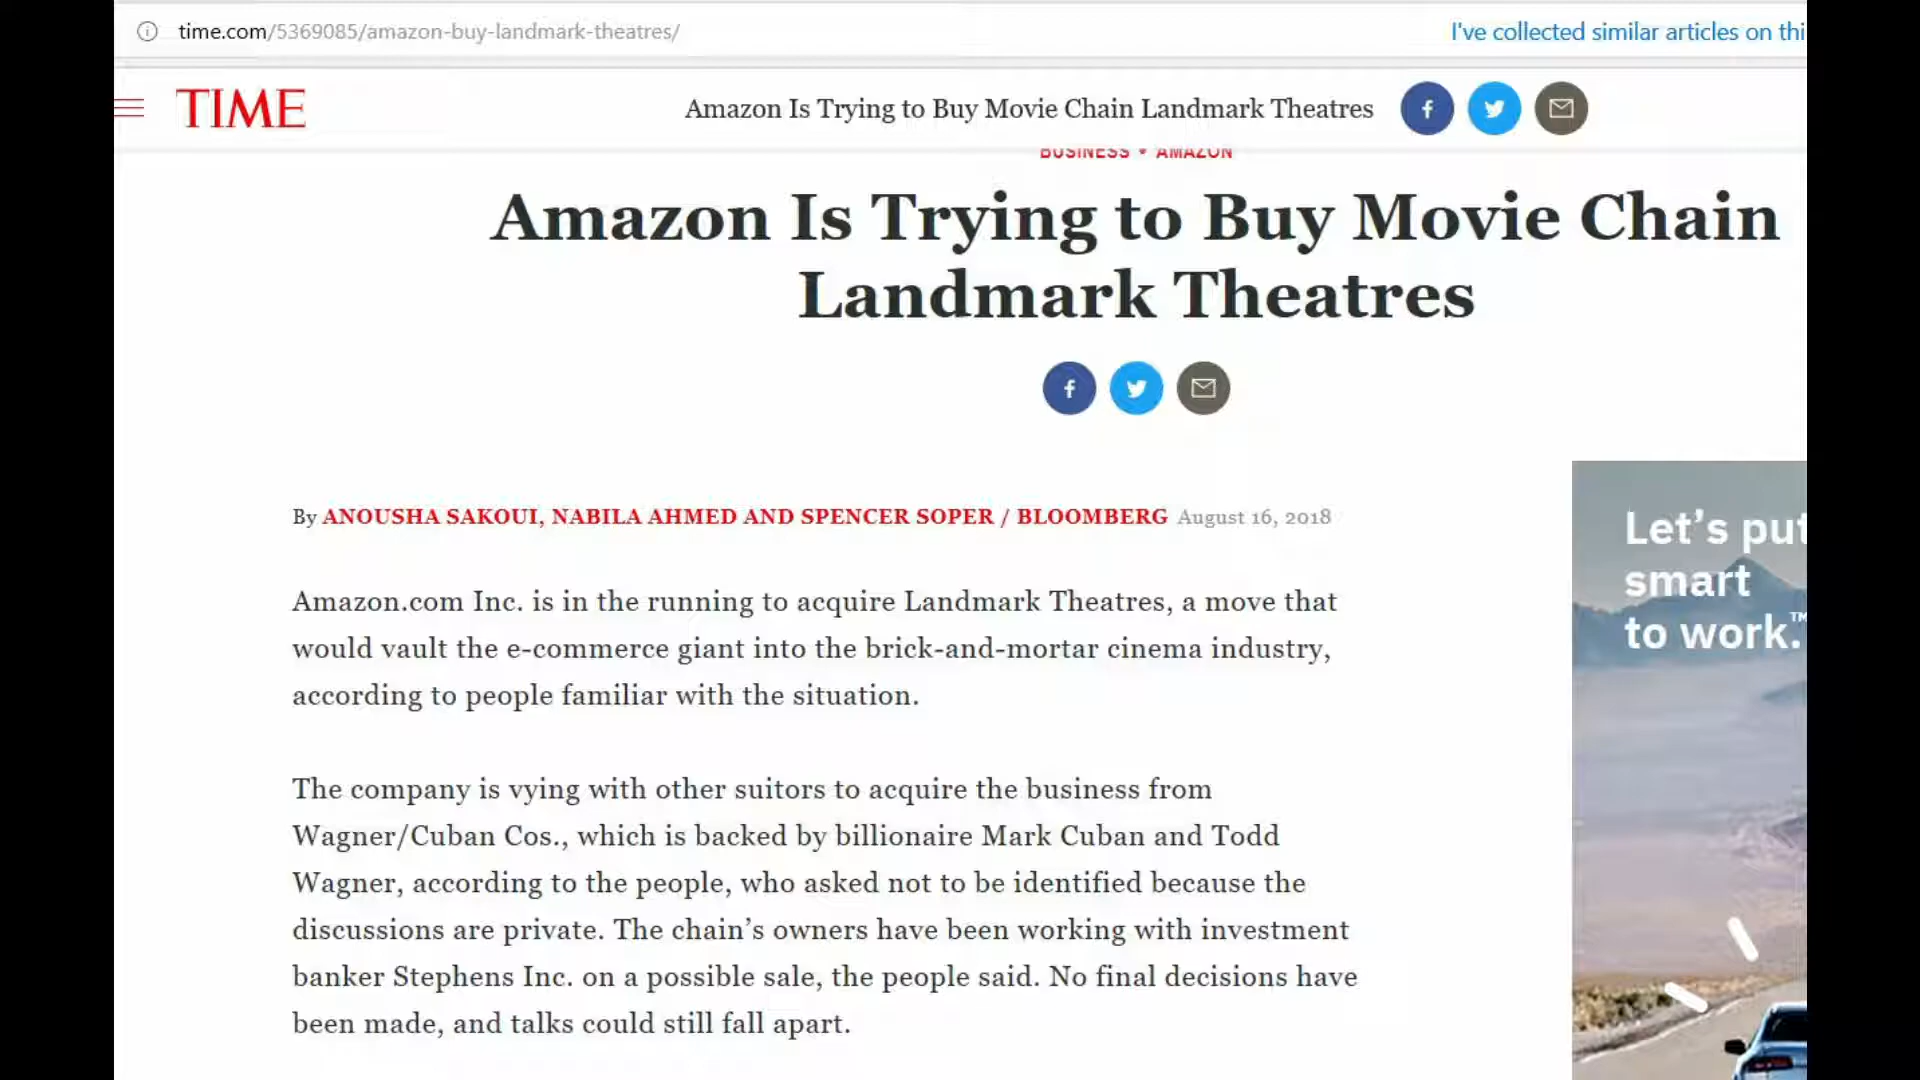 time.com/5369085/amazon-buy-landmark-theatres/
I've collected similar articles on thi
TIME
Amazon Is Trying to Buy Movie Chain Landmark Theatres
BUSINESS • AMAZON
Amazon Is Trying to Buy Movie Chain
Landmark Theatres
By ANOUSHA SAKOUI, NABILA AHMED AND SPENCER SOPER / BLOOMBERG August 16, 2018
Amazon.com Inc. is in the running to acquire Landmark Theatres, a move that
would vault the e-commerce giant into the brick-and-mortar cinema industry,
according to people familiar with the situation.
The company is vying with other suitors to acquire the business from
Wagner/Cuban Cos., which is backed by billionaire Mark Cuban and Todd
Wagner, according to the people, who asked not to be identified because the
discussions are private. The chain’s owners have been working with investment
banker Stephens Inc. on a possible sale, the people said. No final decisions have
been made, and talks could still fall apart.
Let’s put
smart
to work.™